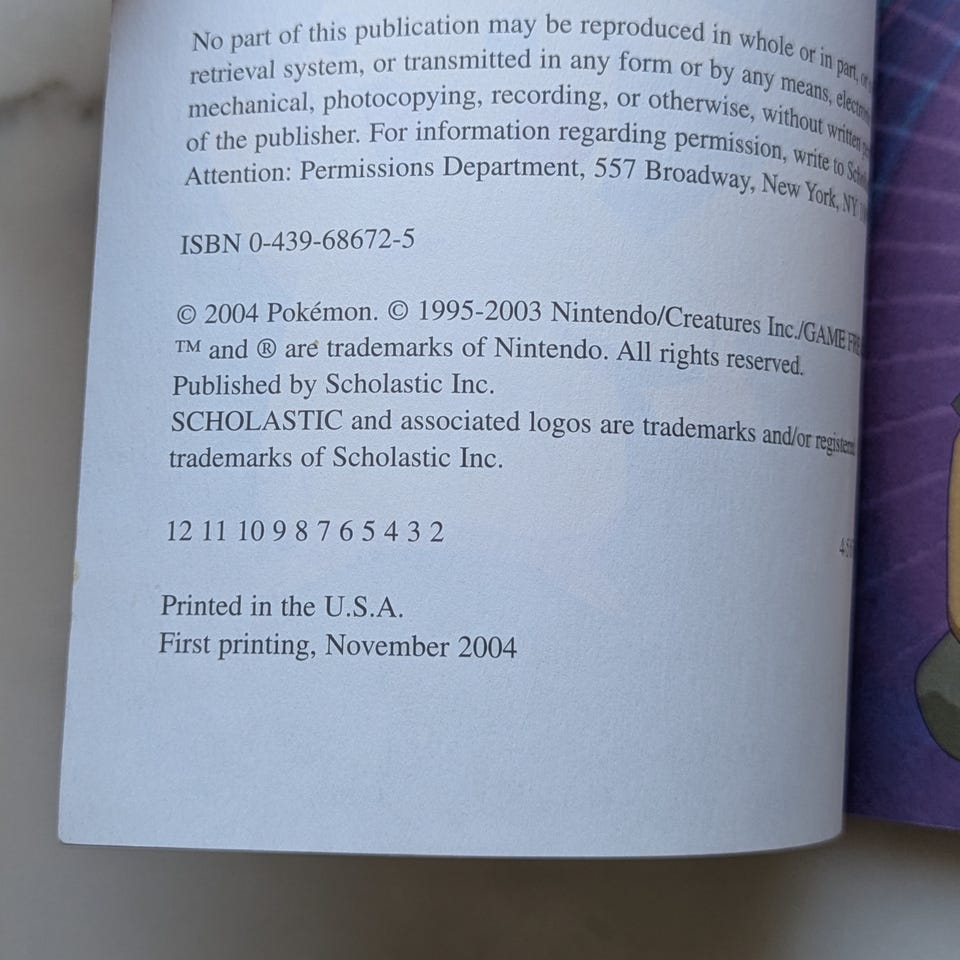 No part of this publication may be reproduced in whole or in part, or
retrieval system, or transmitted in any form or by any means,
mechanical, photocopying, recording, or otherwise, without written
of the publisher. For information regarding permission, write to
Attention: Permissions Department, 557 Broadway, New York, NY
ISBN 0-439-68672-5
© 2004 Pokémon. © 1995-2003 Nintendo/Creatures Inc./GAME
™ and ® are trademarks of Nintendo. All rights reserved.
Published by Scholastic Inc.
SCHOLASTIC and associated logos are trademarks and/or
trademarks of Scholastic Inc.
12 11 10 9 8 7 6 5 4 3 2
Printed in the U.S.A.
First printing, November 2004